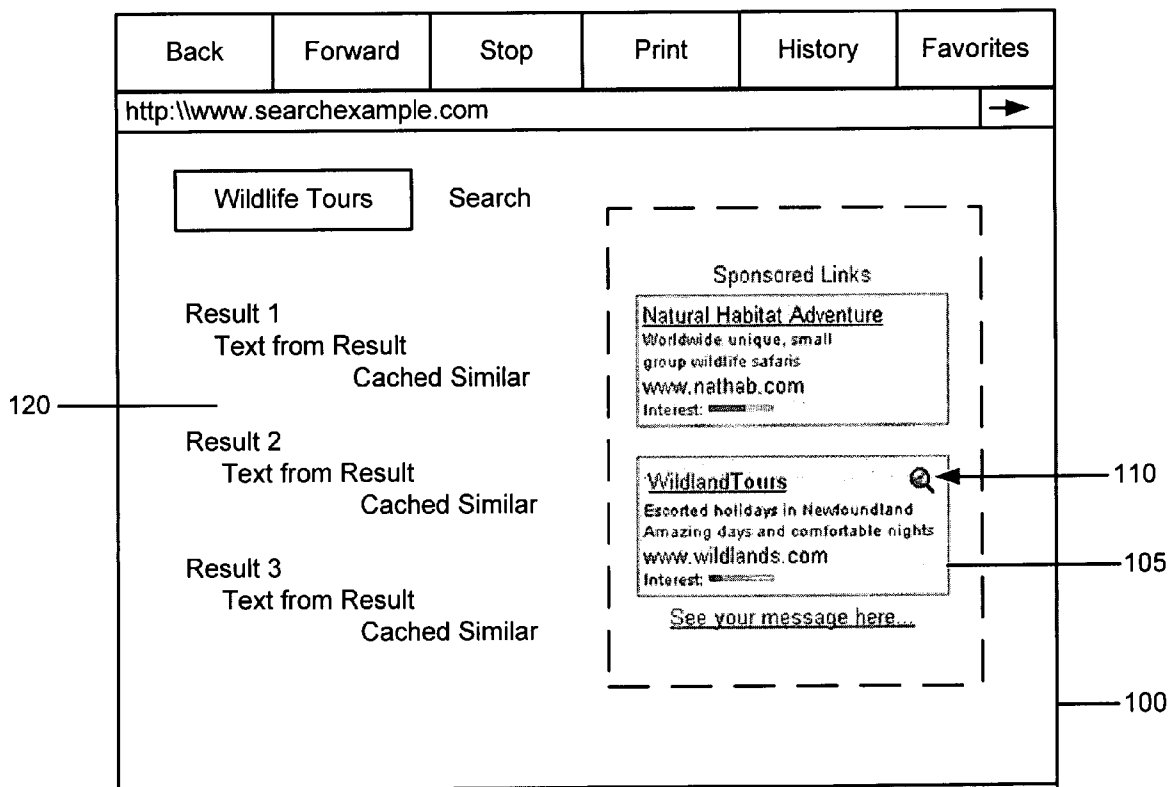 Back Forward Stop Print History Favorites
http:\\www.searchexample.com
Wildlife Tours Search
Result 1
Text from Result
Cached Similar
Result 2
Text from Result
Cached Similar
Result 3
Text from Result
Cached Similar
Sponsored Links
Natural Habitat Adventure
Worldwide unique, small
group wildlife safaris
www.nathab.com
Interest:
WildlandTours
Escorted holidays in Newfoundland
Amazing days and comfortable nights
www.wildlands.com
Interest:
See your message here...
120
110
105
100